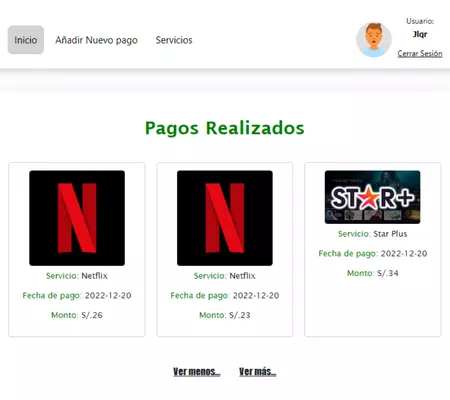 Usuario:
Jlqr
Inicio
Añadir Nuevo pago
Servicios
Cerrar Sesión
Pagos Realizados
N
Servicio: Netflix
Fecha de pago: 2022-12-20
Monto: S/.26
N
Servicio: Netflix
Fecha de pago: 2022-12-20
Monto: S/.23
STAR+
Servicio: Star Plus
Fecha de pago: 2022-12-20
Monto: S/.34
Ver menos...
Ver más...